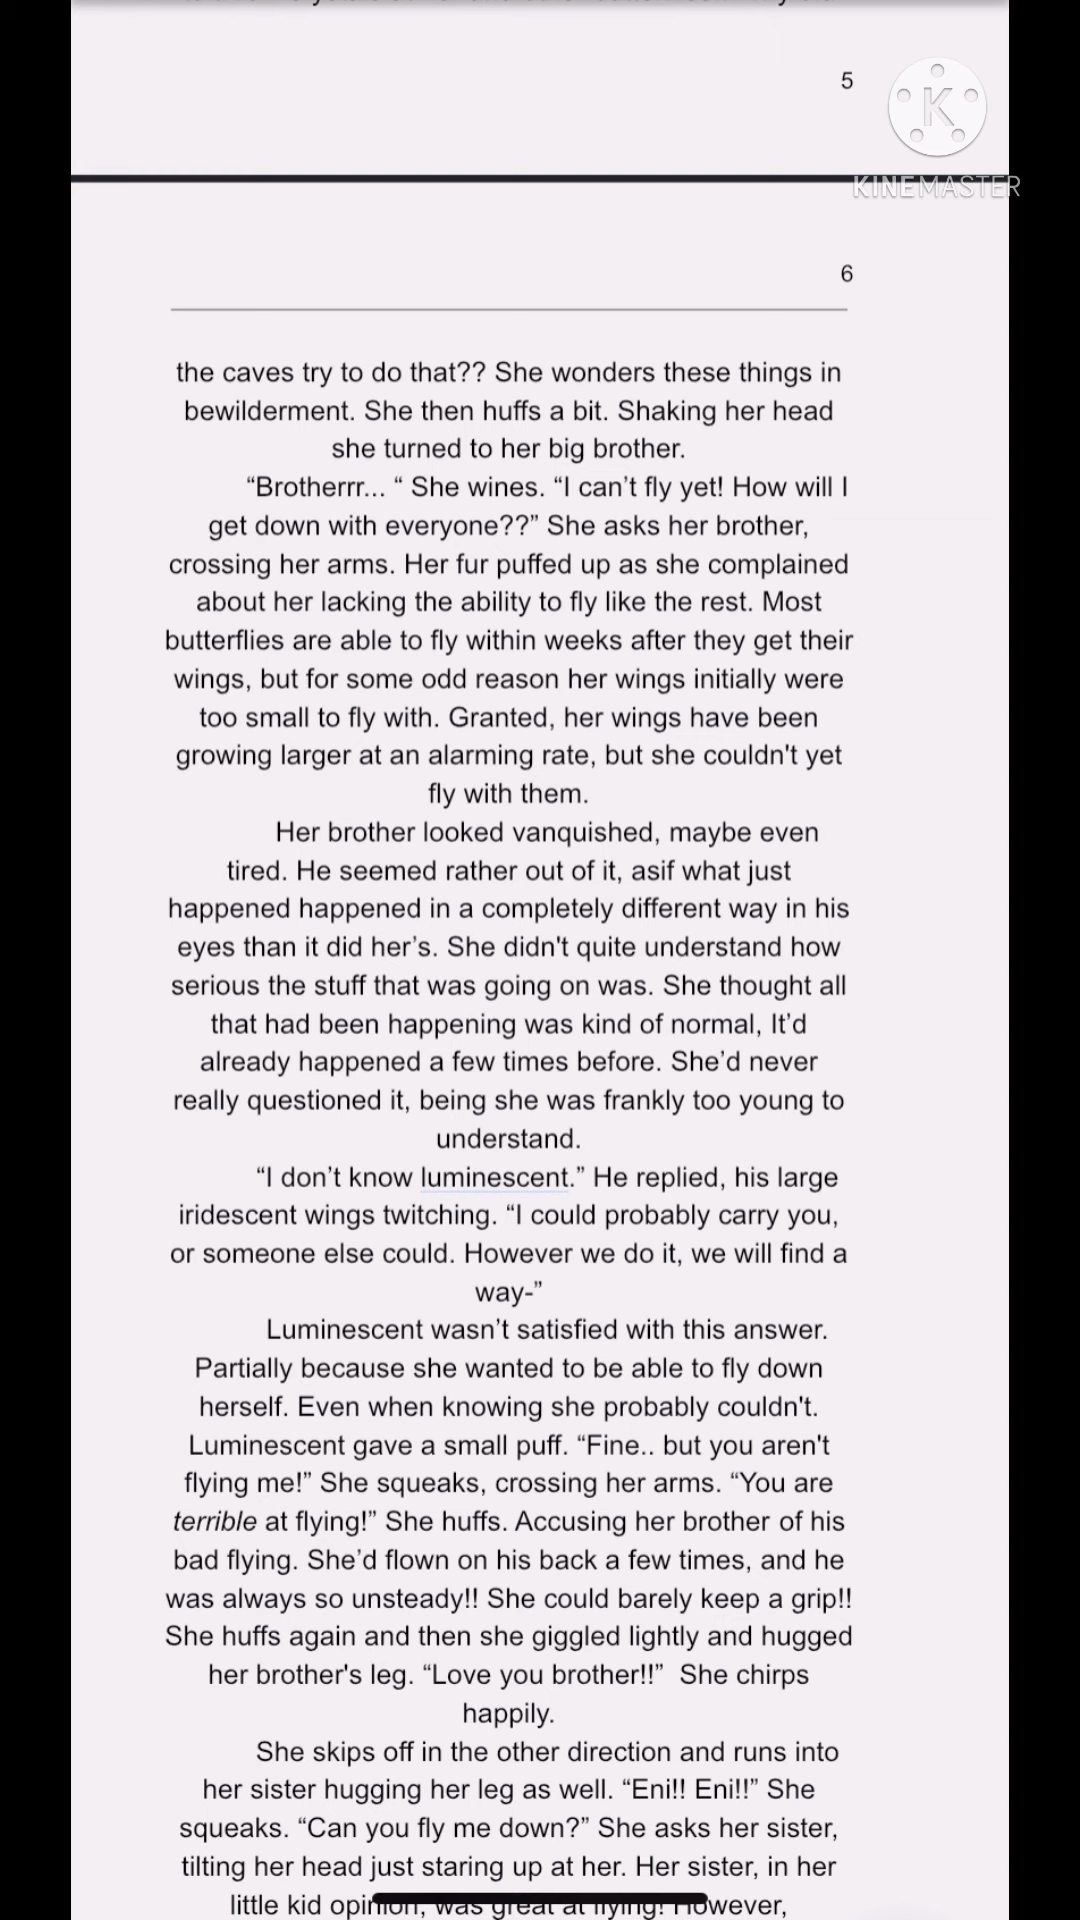 5
K
KINEMASTER
6
the caves try to do that?? She wonders these things in
bewilderment. She then huffs a bit. Shaking her head
she turned to her big brother.
“Brotherrr... “ She wines. “I can’t fly yet! How will I
get down with everyone??” She asks her brother,
crossing her arms. Her fur puffed up as she complained
about her lacking the ability to fly like the rest. Most
butterflies are able to fly within weeks after they get their
wings, but for some odd reason her wings initially were
too small to fly with. Granted, her wings have been
growing larger at an alarming rate, but she couldn't yet
fly with them.
Her brother looked vanquished, maybe even
tired. He seemed rather out of it, asif what just
happened happened in a completely different way in his
eyes than it did her’s. She didn't quite understand how
serious the stuff that was going on was. She thought all
that had been happening was kind of normal, It’d
already happened a few times before. She’d never
really questioned it, being she was frankly too young to
understand.
“I don’t know luminescent.” He replied, his large
iridescent wings twitching. “I could probably carry you,
or someone else could. However we do it, we will find a
way-”
Luminescent wasn’t satisfied with this answer.
Partially because she wanted to be able to fly down
herself. Even when knowing she probably couldn't.
Luminescent gave a small puff. “Fine.. but you aren't
flying me!” She squeaks, crossing her arms. “You are
terrible at flying!” She huffs. Accusing her brother of his
bad flying. She’d flown on his back a few times, and he
was always so unsteady!! She could barely keep a grip!!
She huffs again and then she giggled lightly and hugged
her brother's leg. “Love you brother!!”  She chirps
happily.
She skips off in the other direction and runs into
her sister hugging her leg as well. “Eni!! Eni!!” She
squeaks. “Can you fly me down?” She asks her sister,
tilting her head just staring up at her. Her sister, in her
little kid opinion, was great at flying! However,